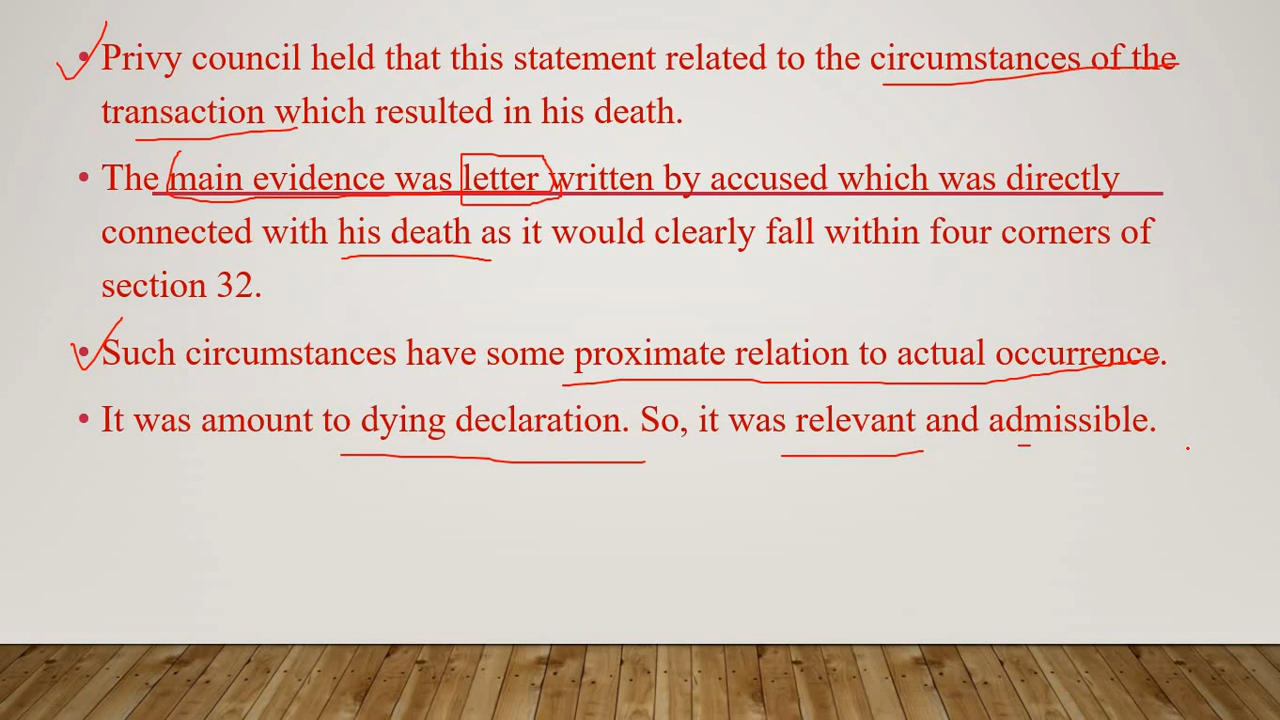 • Privy council held that this statement related to the circumstances of the
transaction which resulted in his death.
• The main evidence was letter written by accused which was directly
connected with his death as it would clearly fall within four corners of
section 32.
• Such circumstances have some proximate relation to actual occurrence.
• It was amount to dying declaration. So, it was relevant and admissible.